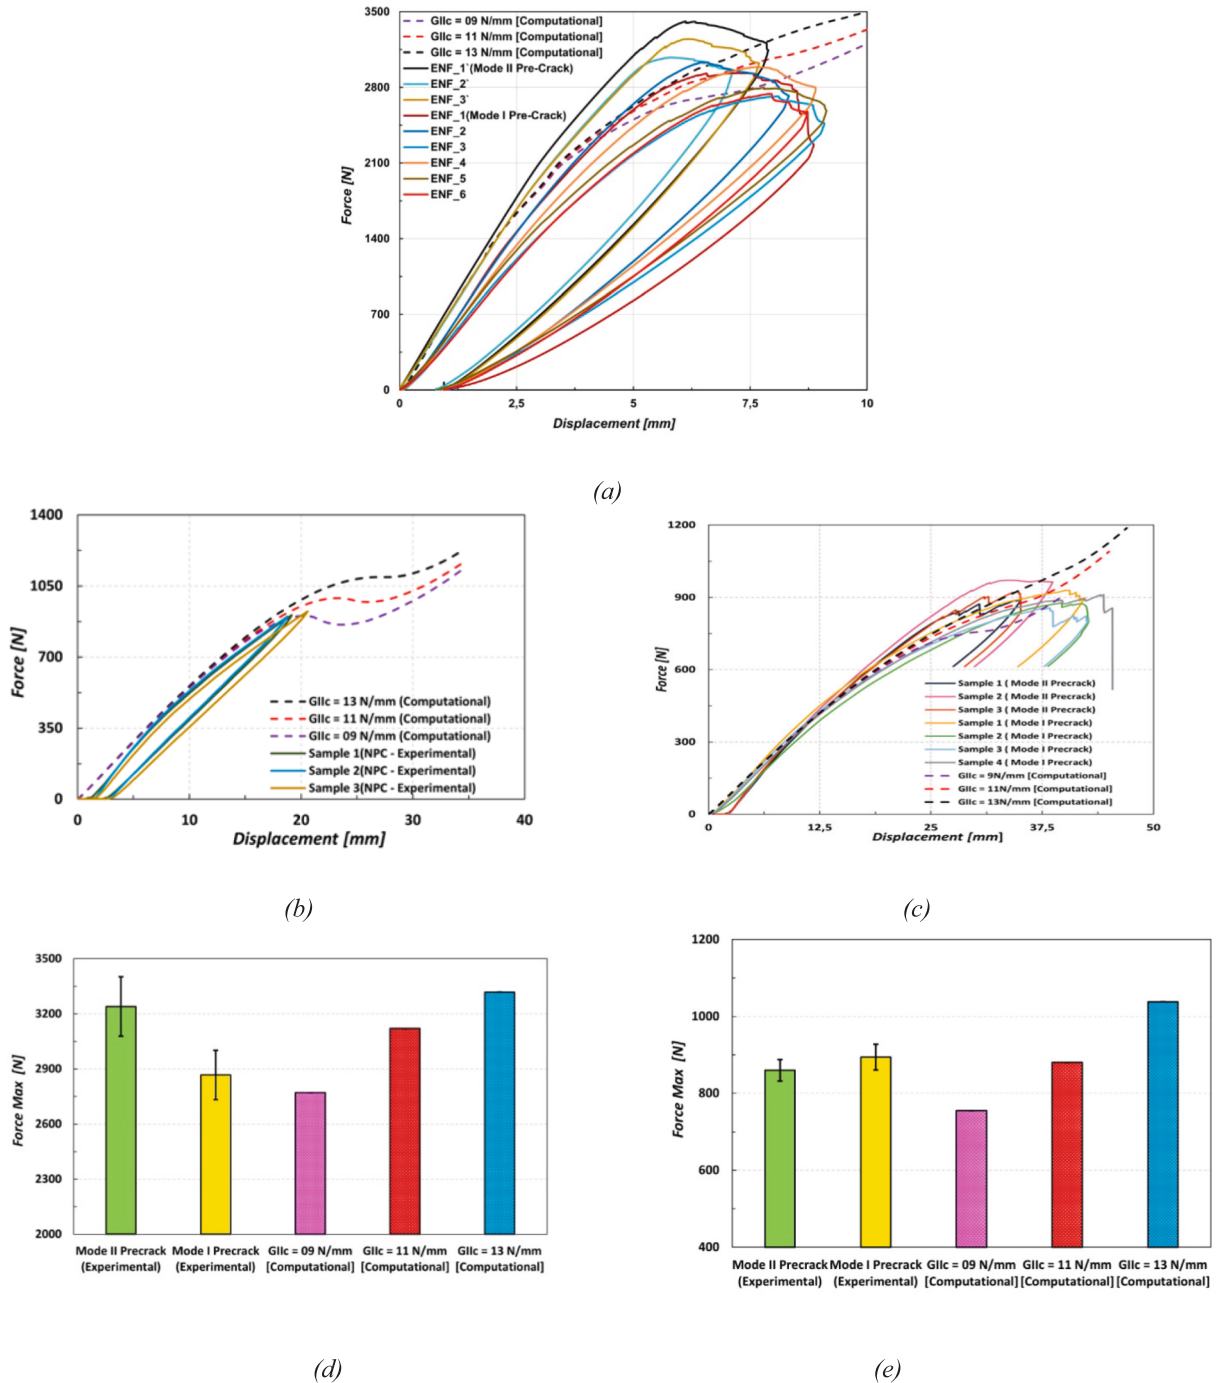 3500
2800
2100
1400
700
0
Force [N]
GIIc = 09 N/mm [Computational]
GIIc = 11 N/mm [Computational]
GIIc = 13 N/mm [Computational]
ENF_1`(Mode II Pre-Crack)
ENF_2`
ENF_3`
ENF_1(Mode I Pre-Crack)
ENF_2
ENF_3
ENF_4
ENF_5
ENF_6
0 2,5 5 7,5 10
Displacement [mm]
(a)
1400
1050
700
350
0
Force [N]
GIIc = 13 N/mm (Computational)
GIIc = 11 N/mm (Computational)
GIIc = 09 N/mm (Computational)
Sample 1(NPC - Experimental)
Sample 2(NPC - Experimental)
Sample 3(NPC - Experimental)
0 10 20 30 40
Displacement [mm]
(b)
1200
900
600
300
0
Force [N]
Sample 1 ( Mode II Precrack)
Sample 2 ( Mode II Precrack)
Sample 3 ( Mode II Precrack)
Sample 1 ( Mode I Precrack)
Sample 2 ( Mode I Precrack)
Sample 3 ( Mode I Precrack)
Sample 4 ( Mode I Precrack)
GIIc = 9N/mm [Computational]
GIIc = 11N/mm [Computational]
GIIc = 13N/mm [Computational]
0 12,5 25 37,5 50
Displacement [mm]
(c)
3500
3200
2900
2600
2300
2000
Force Max [N]
Mode II Precrack Mode I Precrack GIIc = 09 N/mm GIIc = 11 N/mm GIIc = 13 N/mm
(Experimental) (Experimental) [Computational] [Computational] [Computational]
(d)
1200
1000
800
600
400
Force Max [N]
Mode II Precrack Mode I Precrack GIIc = 09 N/mm GIIc = 11 N/mm GIIc = 13 N/mm
(Experimental) (Experimental) [Computational] [Computational] [Computational]
(e)